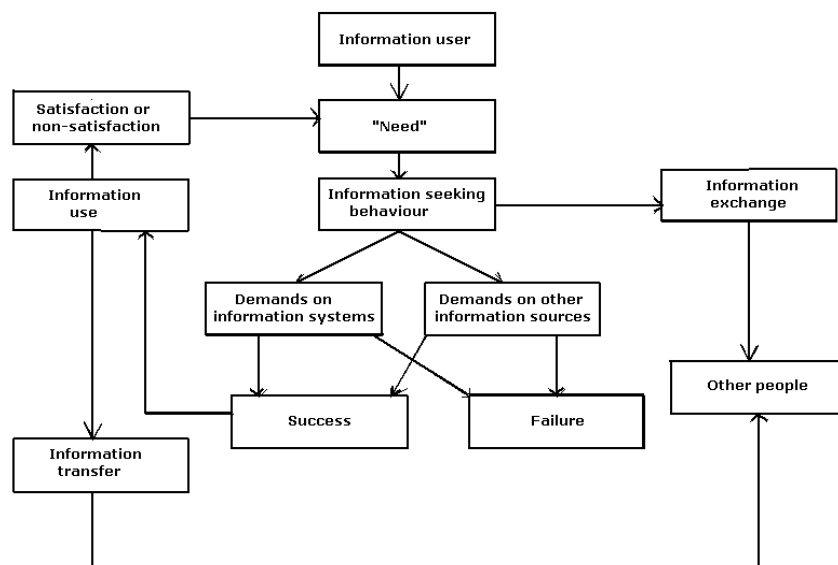 Information user
Satisfaction or
non-satisfaction
"Need"
Information
use
Information seeking
behaviour
Information
exchange
Demands on
information systems
Demands on other
information sources
Other people
Success
Failure
Information
transfer